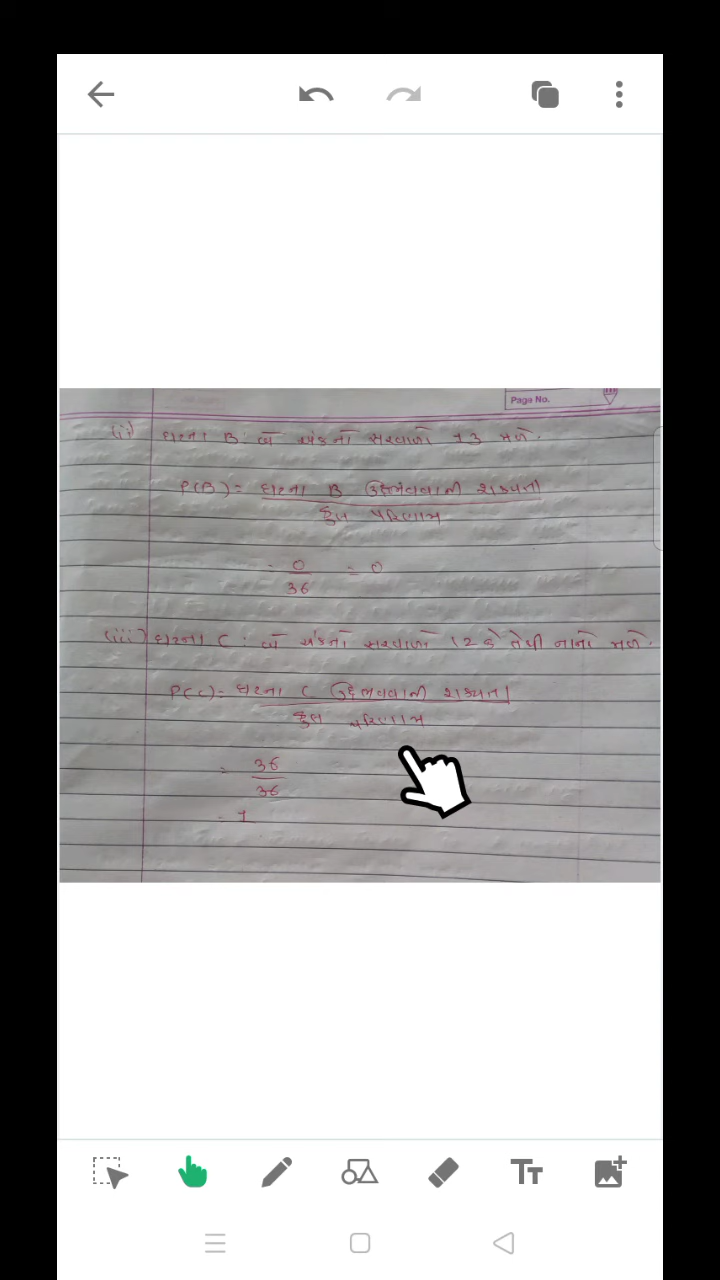 Page No.
(ii) ઘટના B: બે અંકનો સરવાળો 13 મળે.
P(B) = ઘટના B ઉદ્ભવવાની શક્યતા
કુલ પરિણામ
= 0
36
= 0
(iii) ઘટના C: બે અંકનો સરવાળો 12 કે તેથી નાનો મળે.
P(C) = ઘટના C ઉદ્ભવવાની શક્યતા
કુલ પરિણામ
= 36
36
= 1
TT